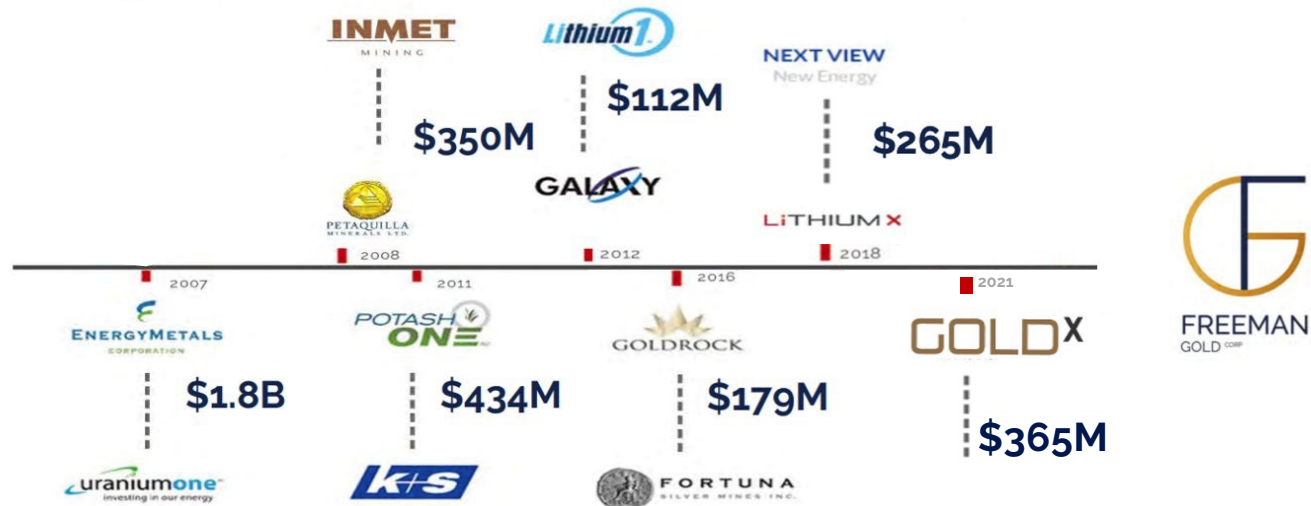 INMET
MINING
Lithium1
NEXT VIEW
New Energy
$350M
$112M
$265M
PETAQUILLA
MINERALS LTD.
GALAXY
LiTHIUM X
2008
2012
2018
2007
2011
2016
2021
ENERGYMETALS
CORPORATION
POTASH
ONE
GOLDROCK
GOLDX
FREEMAN
GOLD CORP
$1.8B
$434M
$179M
$365M
uraniumone
investing in our energy
k+s
FORTUNA
SILVER MINES INC.